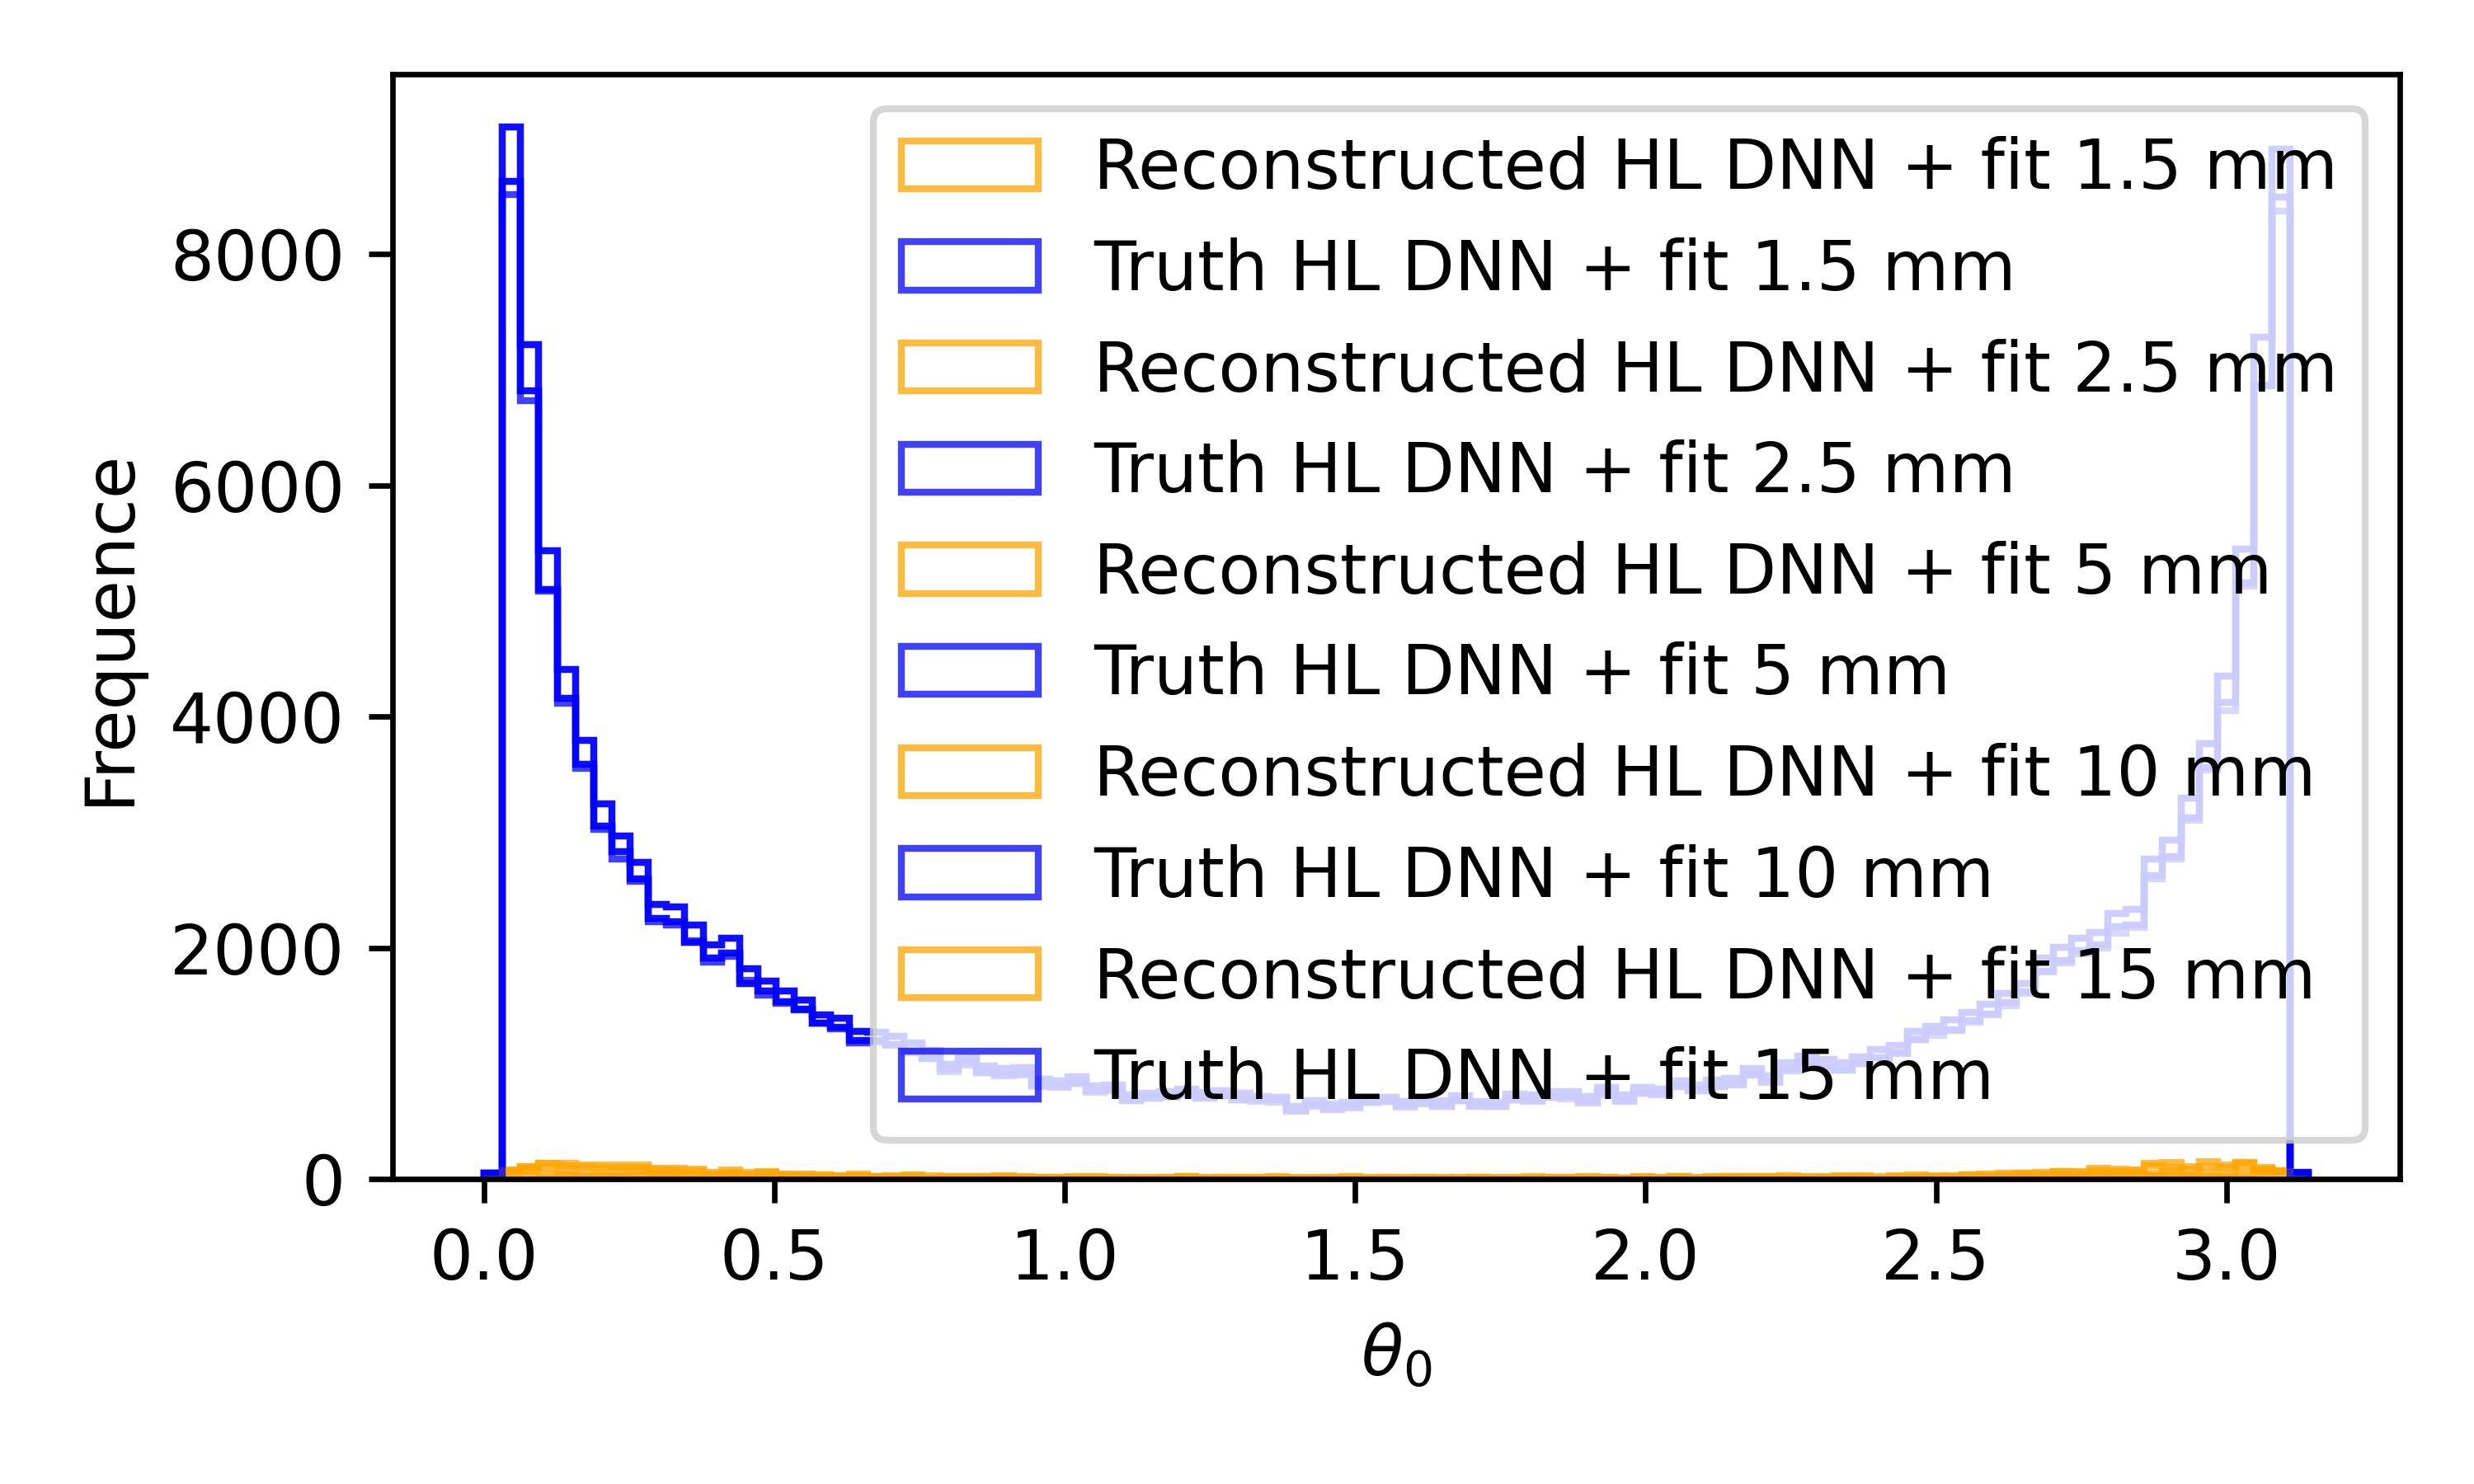 Reconstructed HL DNN + fit 1.5 mm
Truth HL DNN + fit 1.5 mm
Reconstructed HL DNN + fit 2.5 mm
Truth HL DNN + fit 2.5 mm
Reconstructed HL DNN + fit 5 mm
Truth HL DNN + fit 5 mm
Reconstructed HL DNN + fit 10 mm
Truth HL DNN + fit 10 mm
Reconstructed HL DNN + fit 15 mm
Truth HL DNN + fit 15 mm
Frequence
8000
6000
4000
2000
0
0.0 0.5 1.0 1.5 2.0 2.5 3.0
θ₀